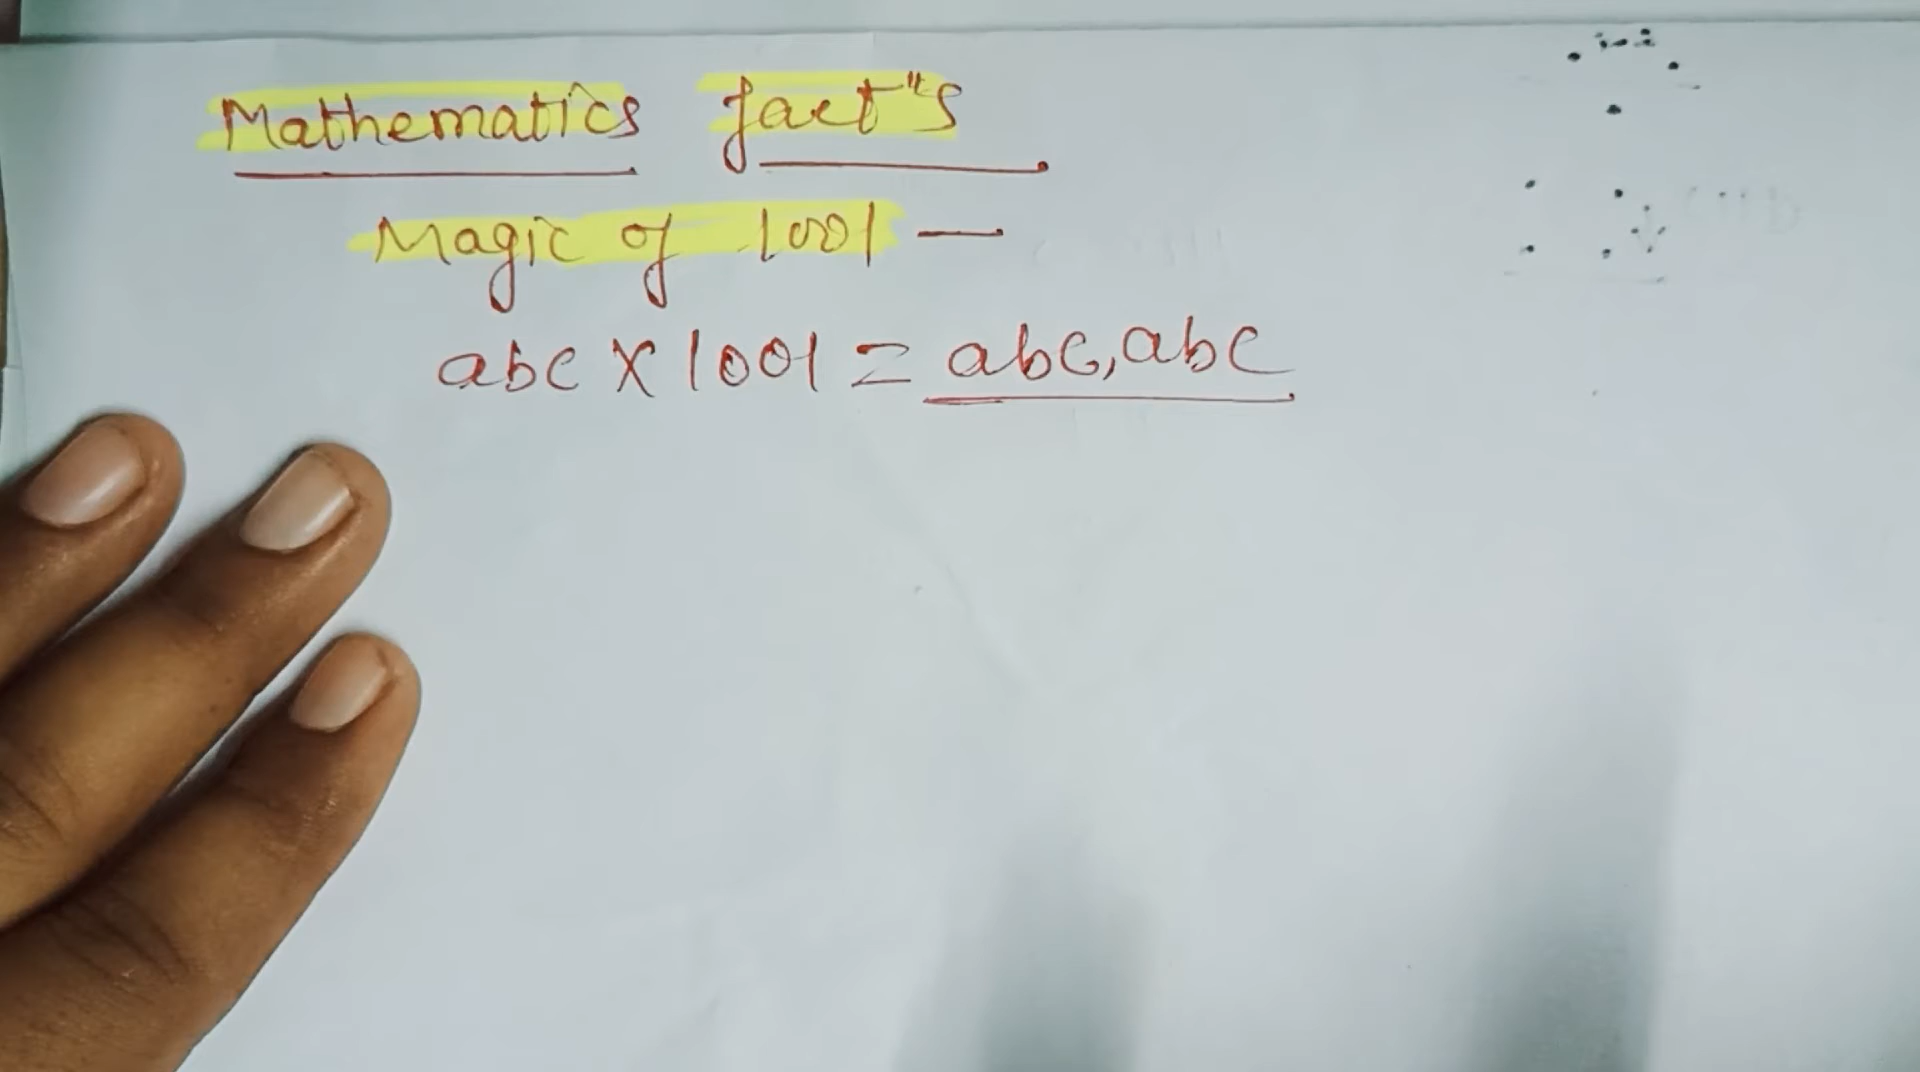 Mathematics fact"s
Magic of 1001 —
abc X 1001 = abc,abc